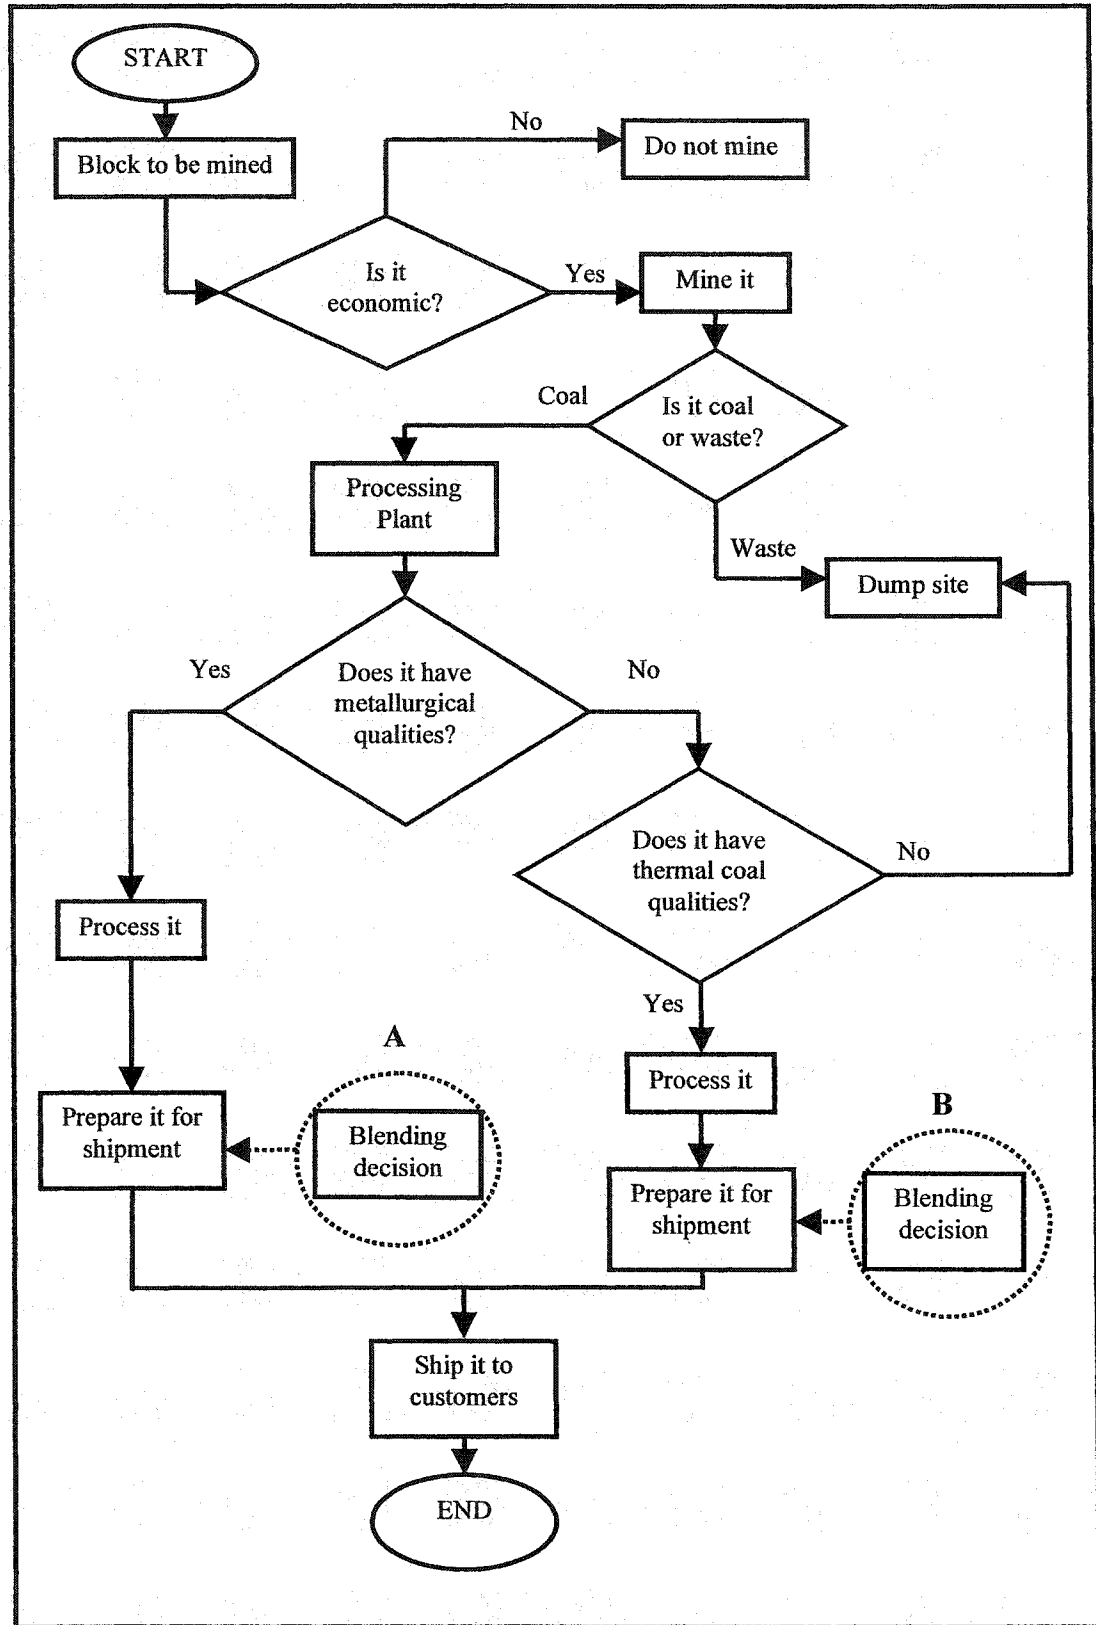 START
Block to be mined
No
Do not mine
Is it
economic?
Yes
Mine it
Coal
Is it coal
or waste?
Processing
Plant
Waste
Dump site
Yes
Does it have
metallurgical
qualities?
No
Does it have
thermal coal
qualities?
No
Process it
Yes
A
Process it
B
Prepare it for
shipment
Blending
decision
Prepare it for
shipment
Blending
decision
Ship it to
customers
END